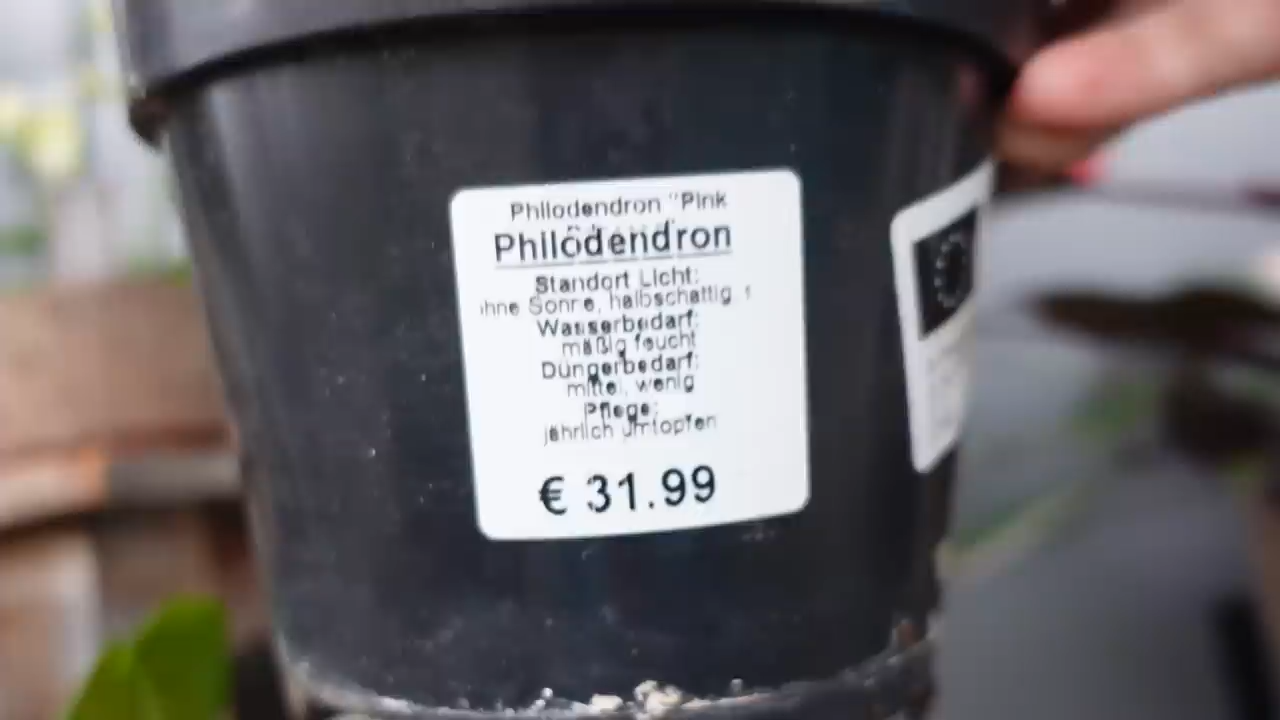 Philodendron "Pink
Philodendron
Standort Licht:
ohne Sonne, halbschattig
Wasserbedarf:
mäßig feucht
Düngerbedarf:
mittel, wenig
Pflege:
jährlich umtopfen
€ 31.99